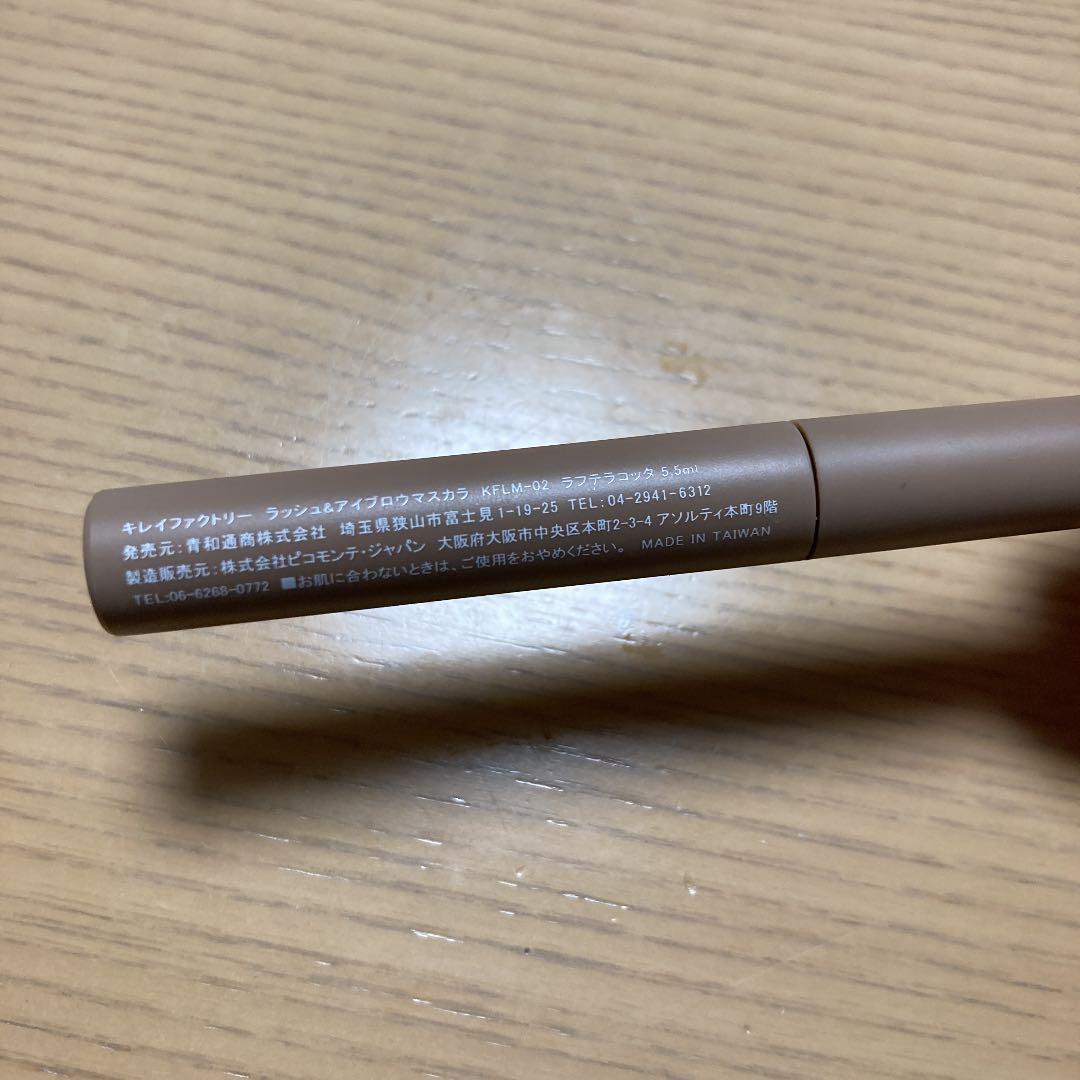 キレイファクトリー ラッシュ&アイブロウマスカラ KFLM-02 ラフテラコッタ 5.5ml
発売元:青和通商株式会社 埼玉県狭山市富士見1-19-25 TEL:04-2941-6312
製造販売元:株式会社ピコモンテ・ジャパン 大阪府大阪市中央区本町2-3-4 アソルティ本町9階
TEL:06-6268-0772 ■お肌に合わないときは、ご使用をおやめください。 MADE IN TAIWAN